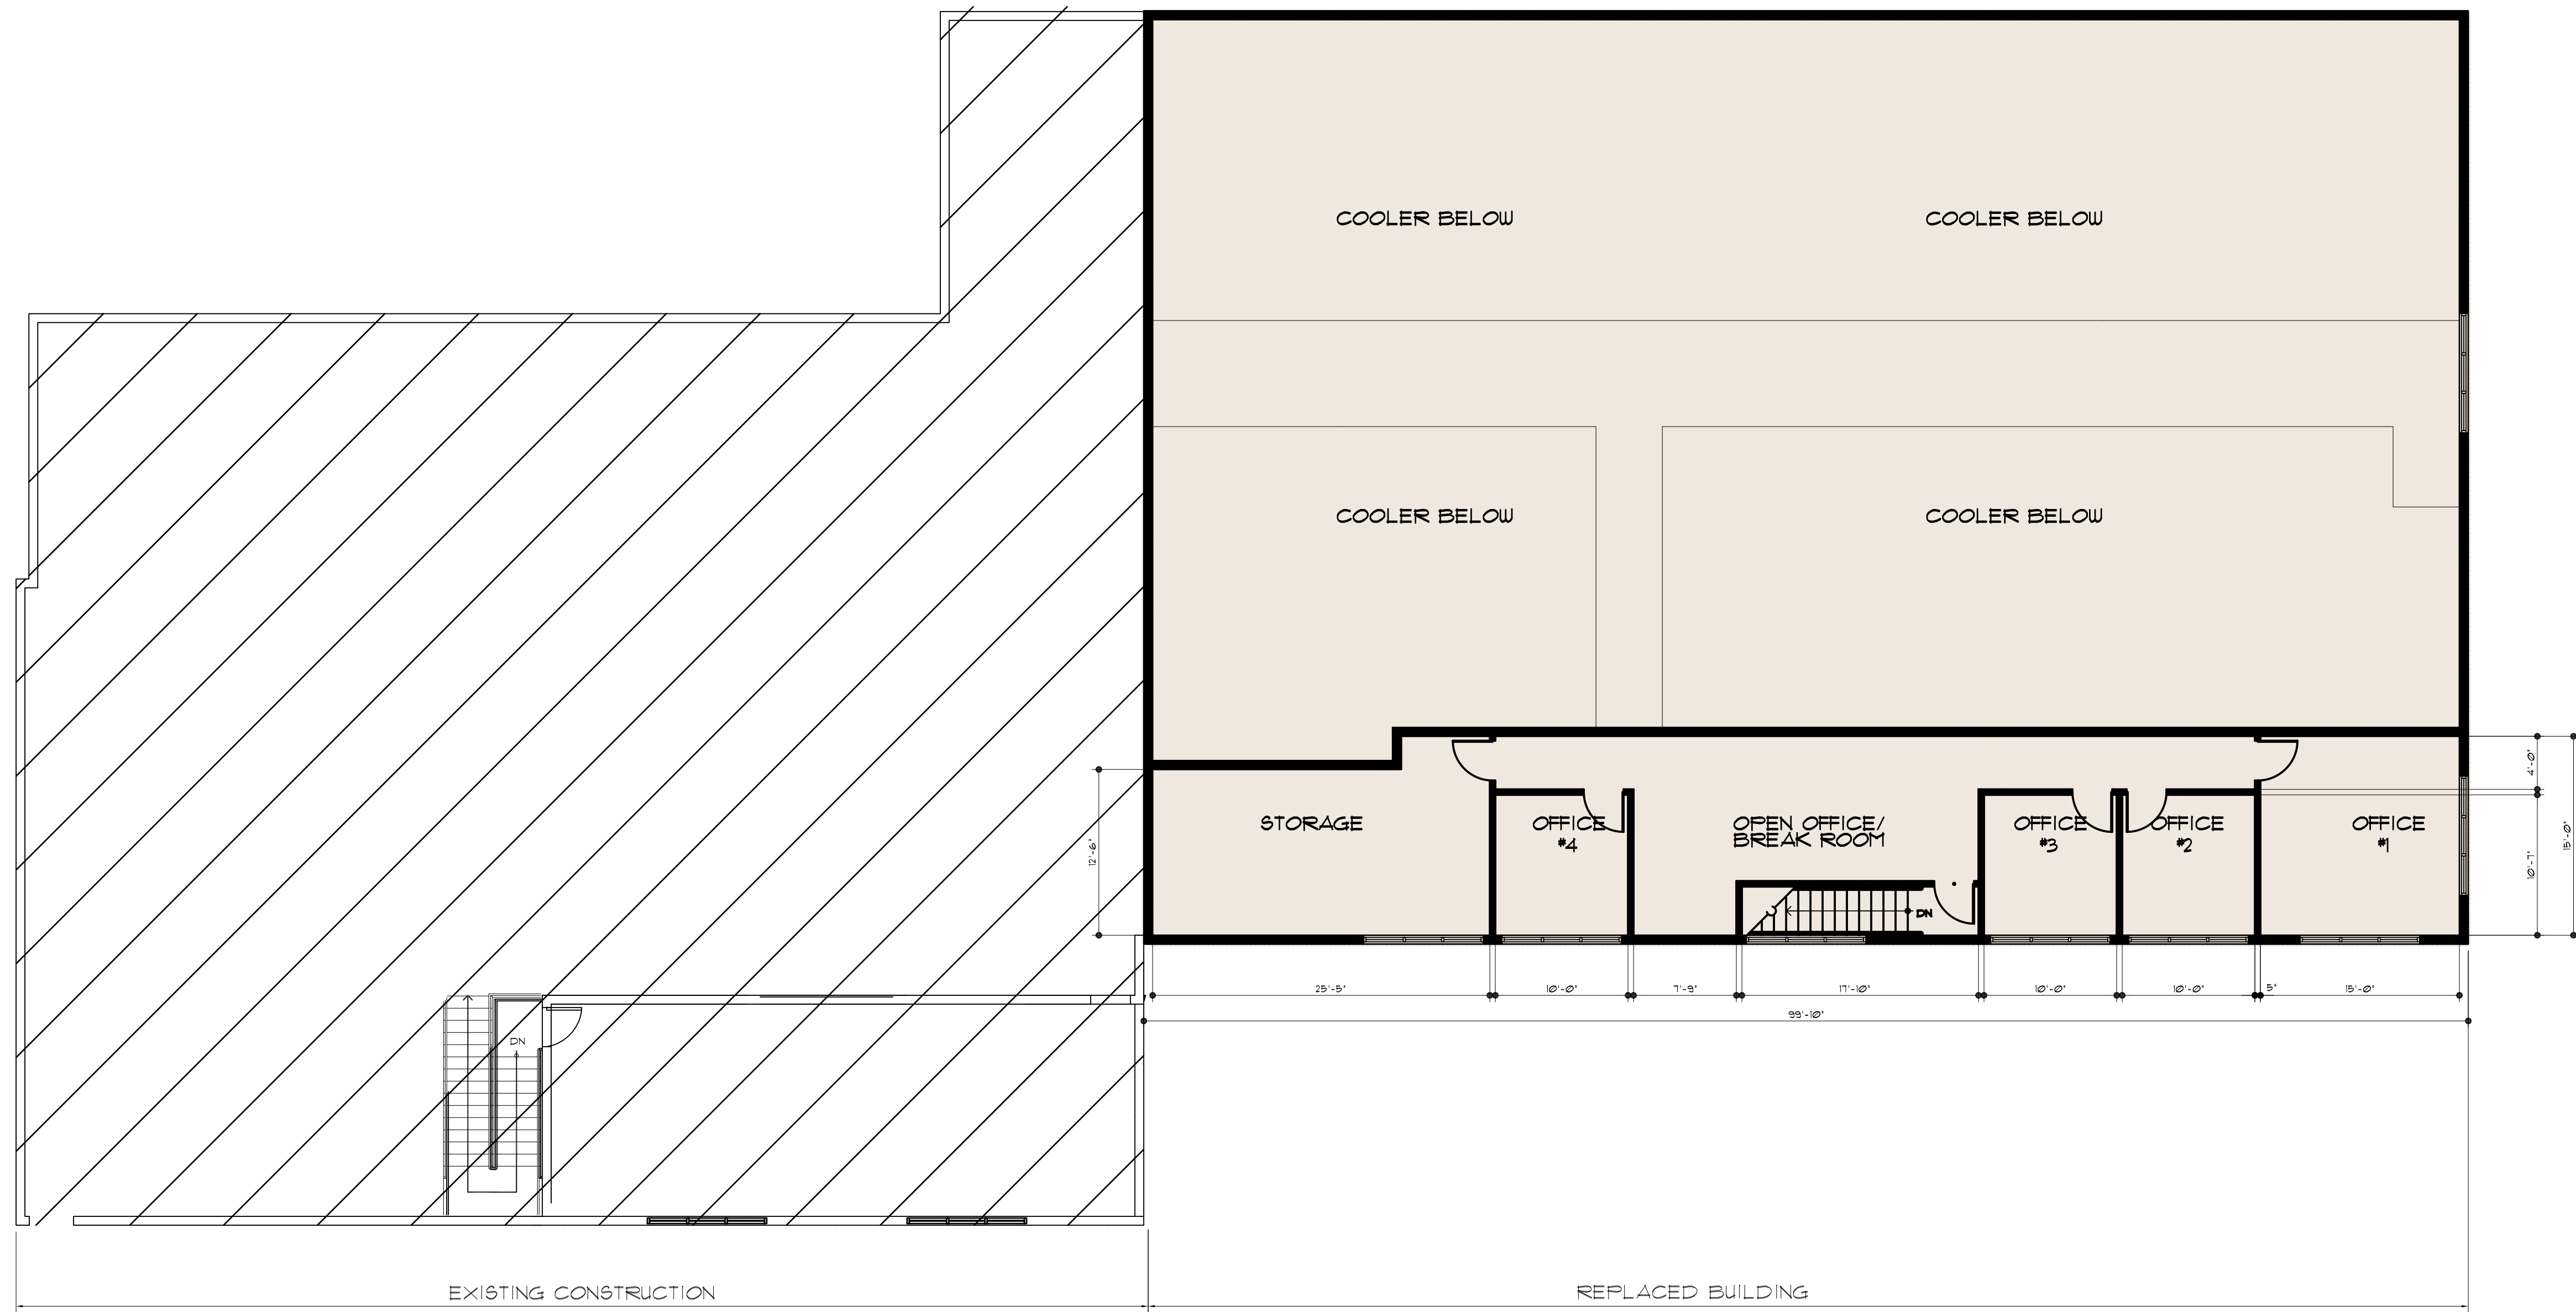 COOLER BELOW
COOLER BELOW
COOLER BELOW
COOLER BELOW
STORAGE
OFFICE
#4
OPEN OFFICE/
BREAK ROOM
OFFICE
#3
OFFICE
#2
OFFICE
#1
DN
DN
12'-6"
4'-0"
10'-7"
15'-0"
25'-5"
10'-0"
7'-9"
17'-10"
10'-0"
10'-0"
5"
15'-0"
99'-10"
EXISTING CONSTRUCTION
REPLACED BUILDING